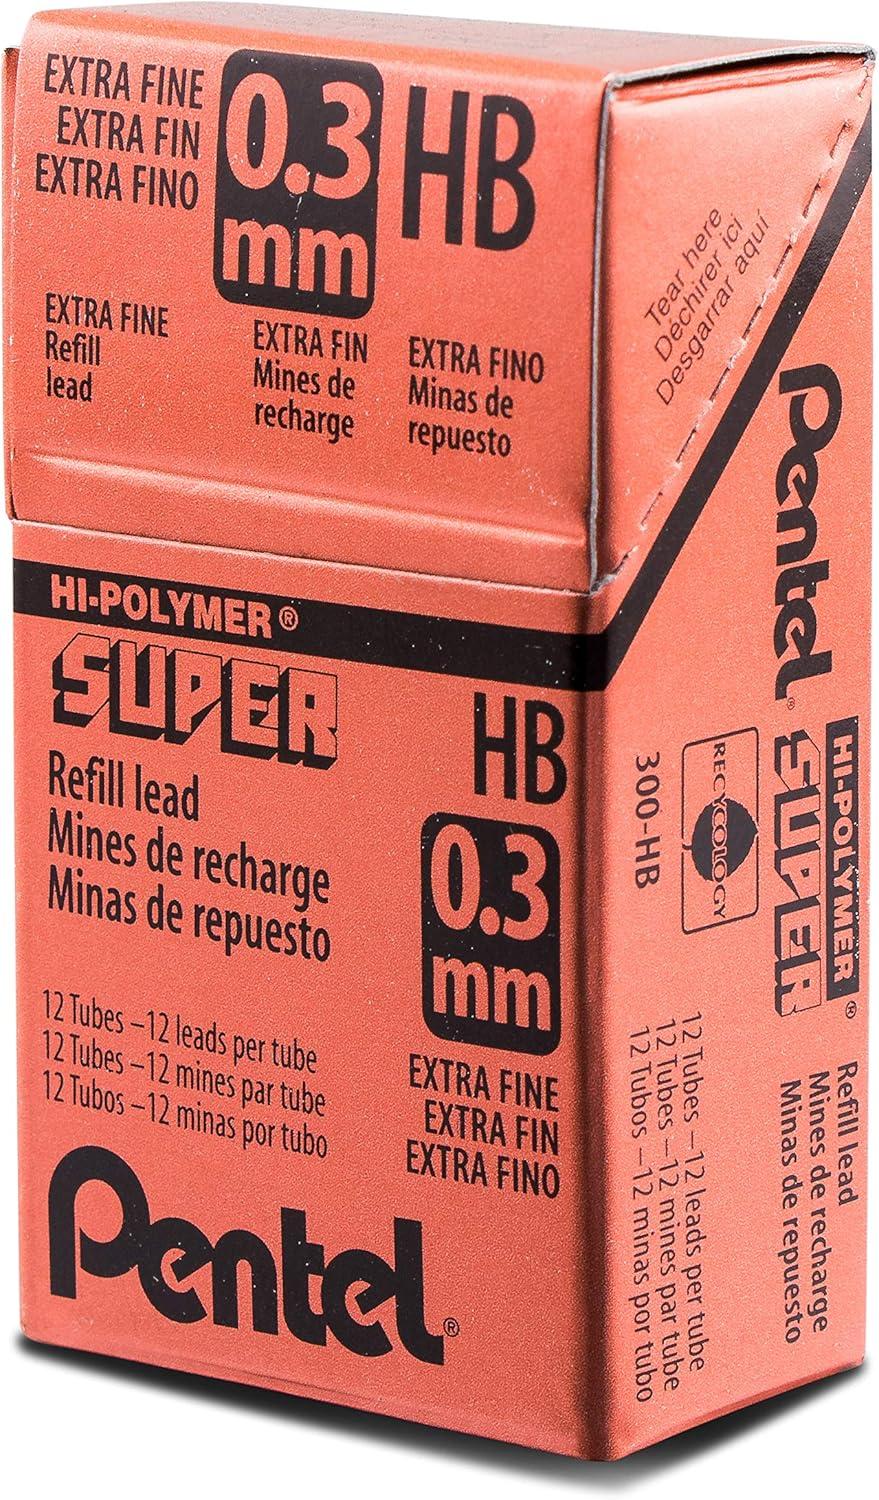 EXTRA FINE
EXTRA FIN
EXTRA FINO
0.3
mm
HB
EXTRA FINE
Refill
lead
EXTRA FIN
Mines de
recharge
EXTRA FINO
Minas de
repuesto
Tear here
Déchirer ici
Desgarrar aquí
HI-POLYMER®
SUPER
Refill lead
Mines de recharge
Minas de repuesto
HB
0.3
mm
EXTRA FINE
EXTRA FIN
EXTRA FINO
12 Tubes –12 leads per tube
12 Tubes –12 mines par tube
12 Tubos –12 minas por tubo
Pentel®
Pentel®
HI-POLYMER®
SUPER
Refill lead
Mines de recharge
Minas de repuesto
RECYCOLOGY
300-HB
12 Tubes –12 leads per tube
12 Tubes –12 mines par tube
12 Tubos –12 minas por tubo